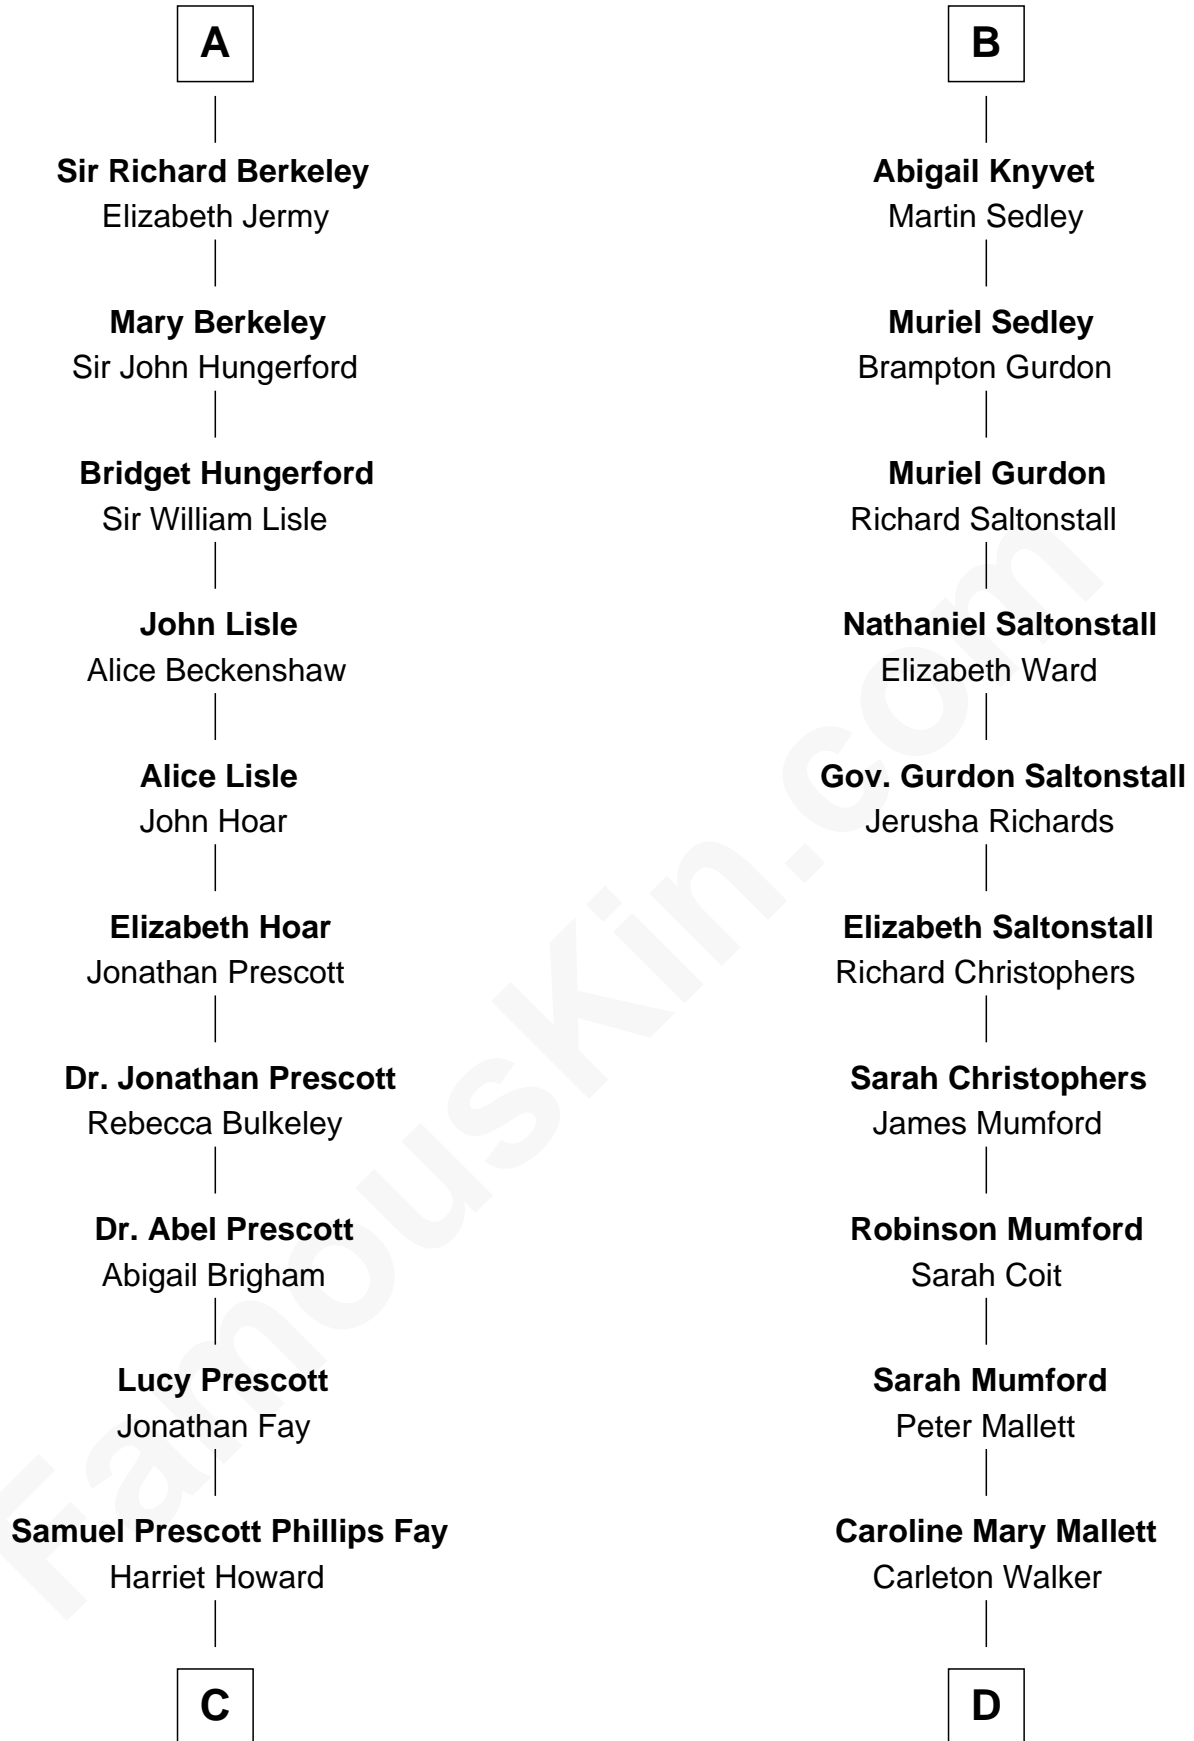 A
Sir Richard Berkeley
Elizabeth Jermy
Mary Berkeley
Sir John Hungerford
Bridget Hungerford
Sir William Lisle
John Lisle
Alice Beckenshaw
Alice Lisle
John Hoar
Elizabeth Hoar
Jonathan Prescott
Dr. Jonathan Prescott
Rebecca Bulkeley
Dr. Abel Prescott
Abigail Brigham
Lucy Prescott
Jonathan Fay
Samuel Prescott Phillips Fay
Harriet Howard
C
B
Abigail Knyvet
Martin Sedley
Muriel Sedley
Brampton Gurdon
Muriel Gurdon
Richard Saltonstall
Nathaniel Saltonstall
Elizabeth Ward
Gov. Gurdon Saltonstall
Jerusha Richards
Elizabeth Saltonstall
Richard Christophers
Sarah Christophers
James Mumford
Robinson Mumford
Sarah Coit
Sarah Mumford
Peter Mallett
Caroline Mary Mallett
Carleton Walker
D
FamousKin.com